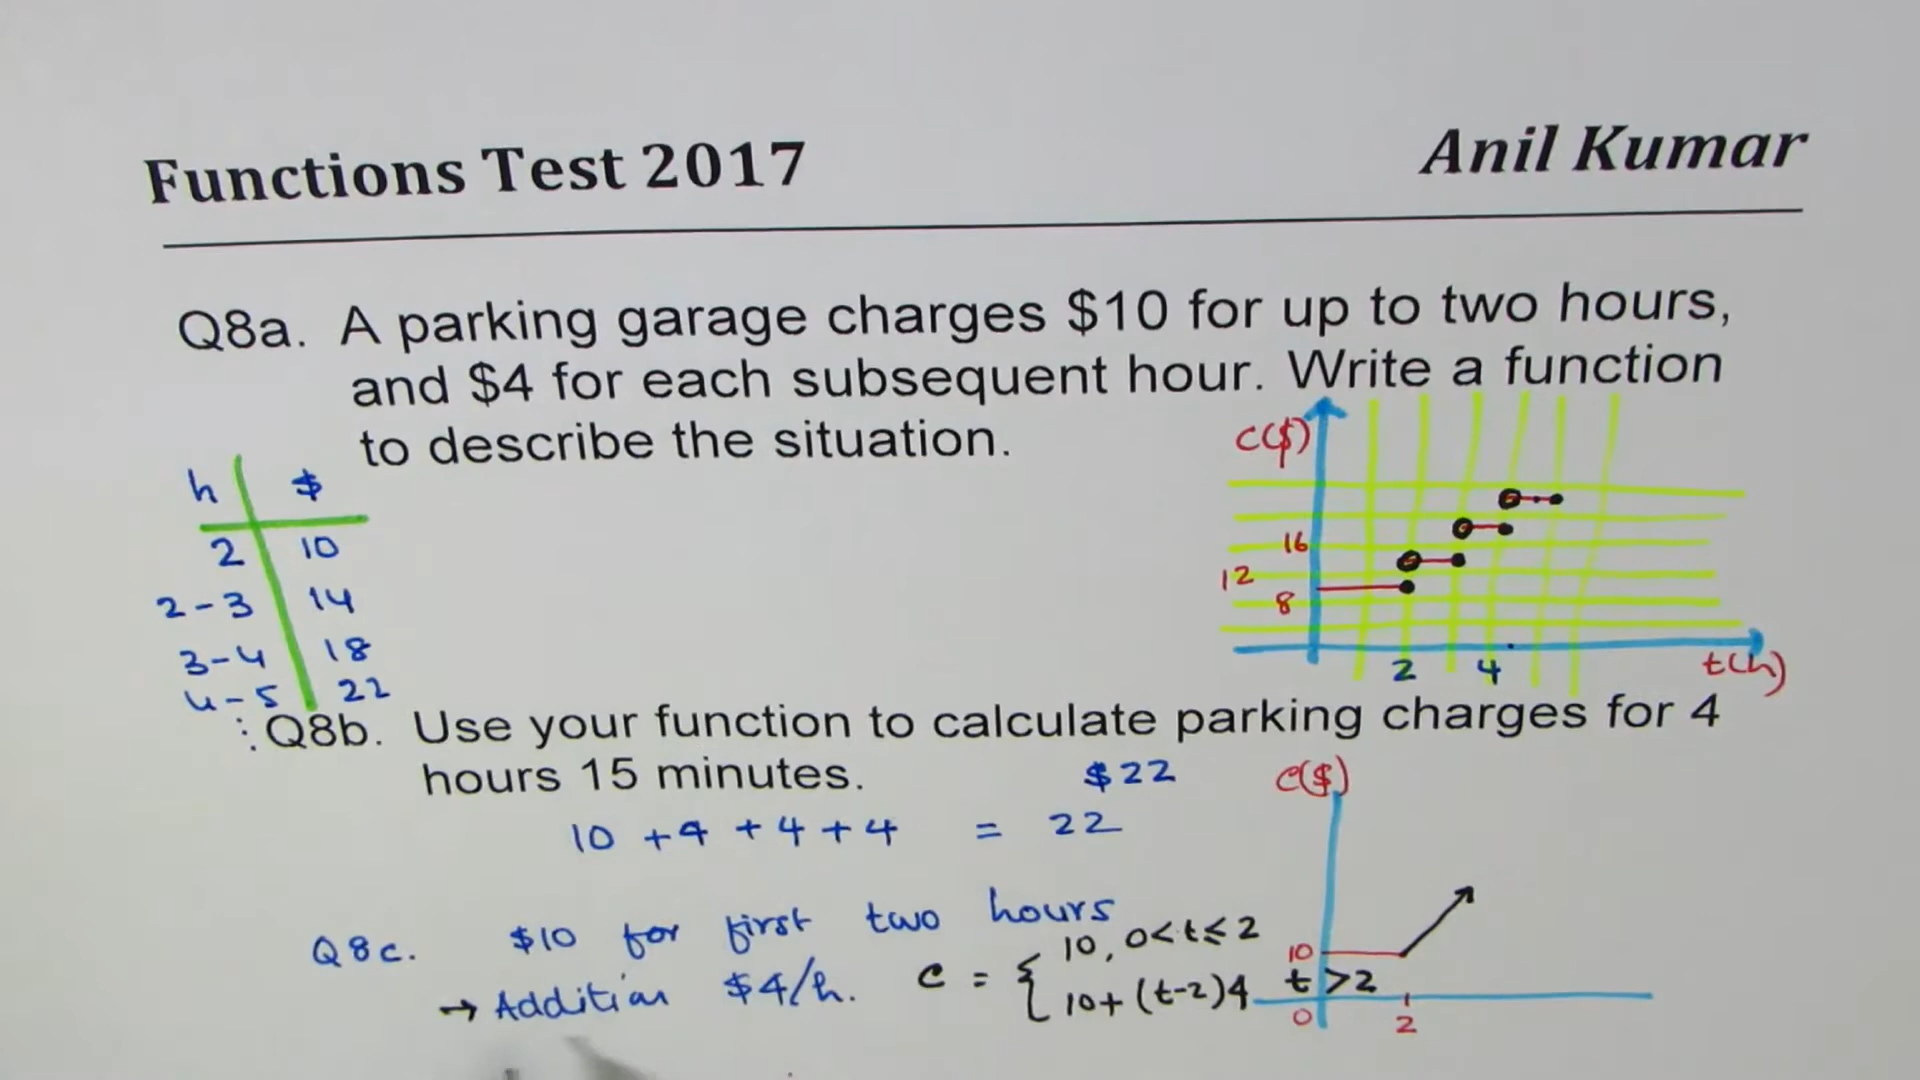 Functions Test 2017
Anil Kumar
Q8a. A parking garage charges $10 for up to two hours,
and $4 for each subsequent hour. Write a function
to describe the situation.
h $
2 10
2-3 14
3-4 18
4-5 22
C($)
16
12
8
2 4 t(h)
Q8b. Use your function to calculate parking charges for 4
hours 15 minutes.
$22
10 + 4 + 4 + 4 = 22
Q8c. $10 for first two hours
→ Addition $4/h.
C = { 10, 0<t≤2
10+(t-2)4 t>2
C($)
10
0 2